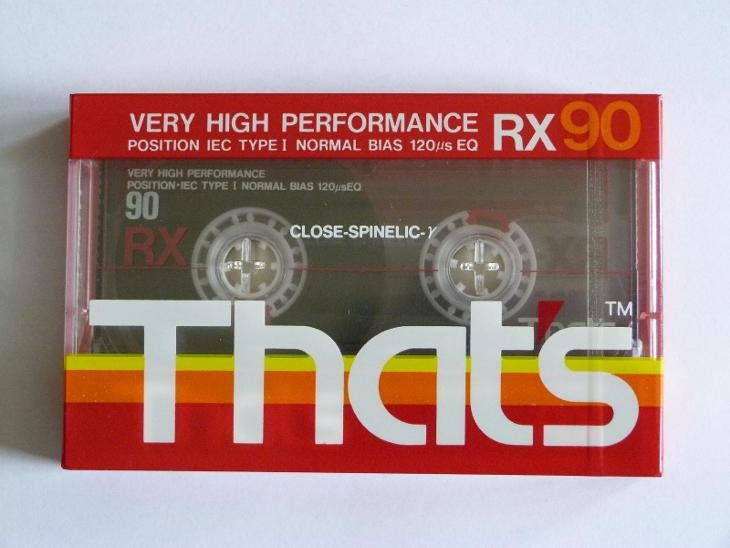 VERY HIGH PERFORMANCE RX 90
POSITION IEC TYPE I NORMAL BIAS 120μs EQ
VERY HIGH PERFORMANCE
POSITION·IEC TYPE I NORMAL BIAS 120μsEQ
90
RX
CLOSE-SPINELIC-γ
That's TM